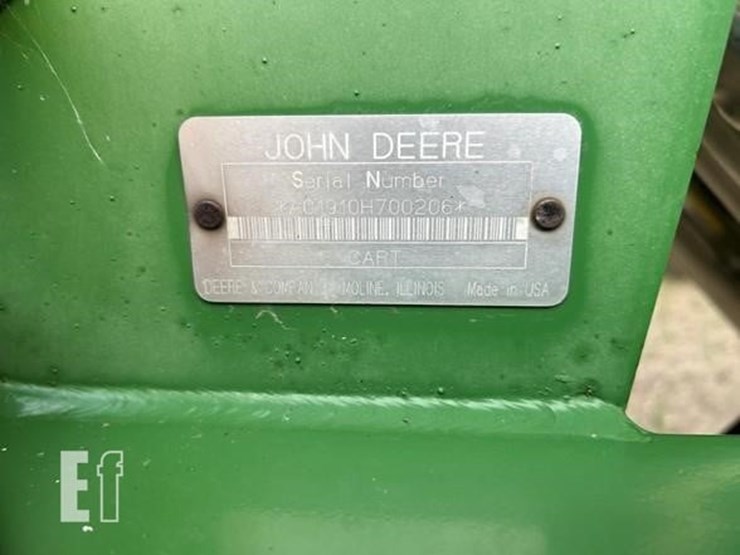 JOHN DEERE
Serial Number
*A01910H700206*
CART
DEERE & COMPANY MOLINE, ILLINOIS Made in USA
Ef